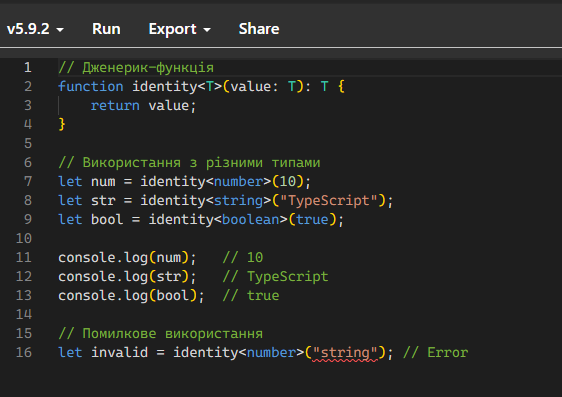 v5.9.2 Run Export Share
1 // Дженерик-функція
2 function identity<T>(value: T): T {
3     return value;
4 }
5
6 // Використання з різними типами
7 let num = identity<number>(10);
8 let str = identity<string>("TypeScript");
9 let bool = identity<boolean>(true);
10
11 console.log(num);   // 10
12 console.log(str);   // TypeScript
13 console.log(bool);  // true
14
15 // Помилкове використання
16 let invalid = identity<number>("string"); // Error